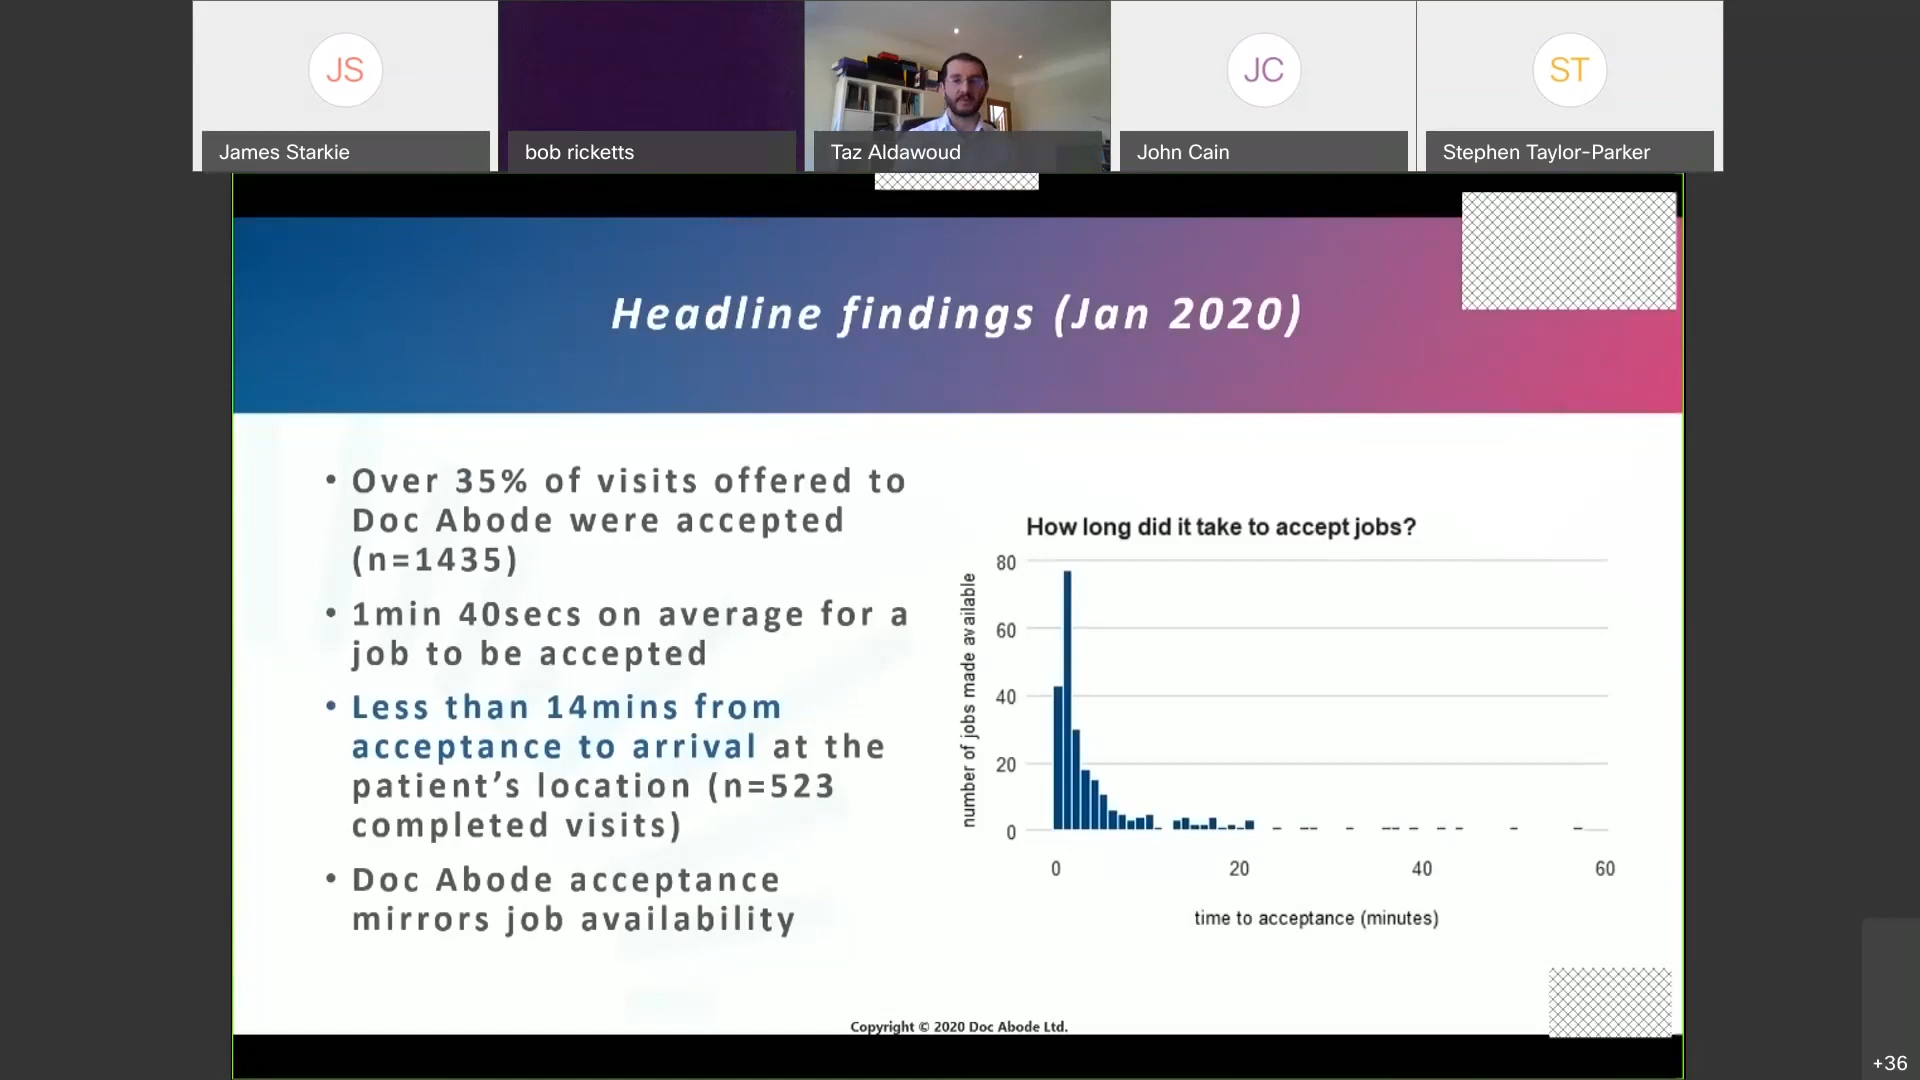 JS
JC
ST
James Starkie
bob ricketts
Taz Aldawoud
John Cain
Stephen Taylor-Parker
Headline findings (Jan 2020)
• Over 35% of visits offered to
Doc Abode were accepted
(n=1435)
• 1min 40secs on average for a
job to be accepted
• Less than 14mins from
acceptance to arrival at the
patient’s location (n=523
completed visits)
• Doc Abode acceptance
mirrors job availability
How long did it take to accept jobs?
number of jobs made available
80
60
40
20
0
0 20 40 60
time to acceptance (minutes)
Copyright © 2020 Doc Abode Ltd.
+36